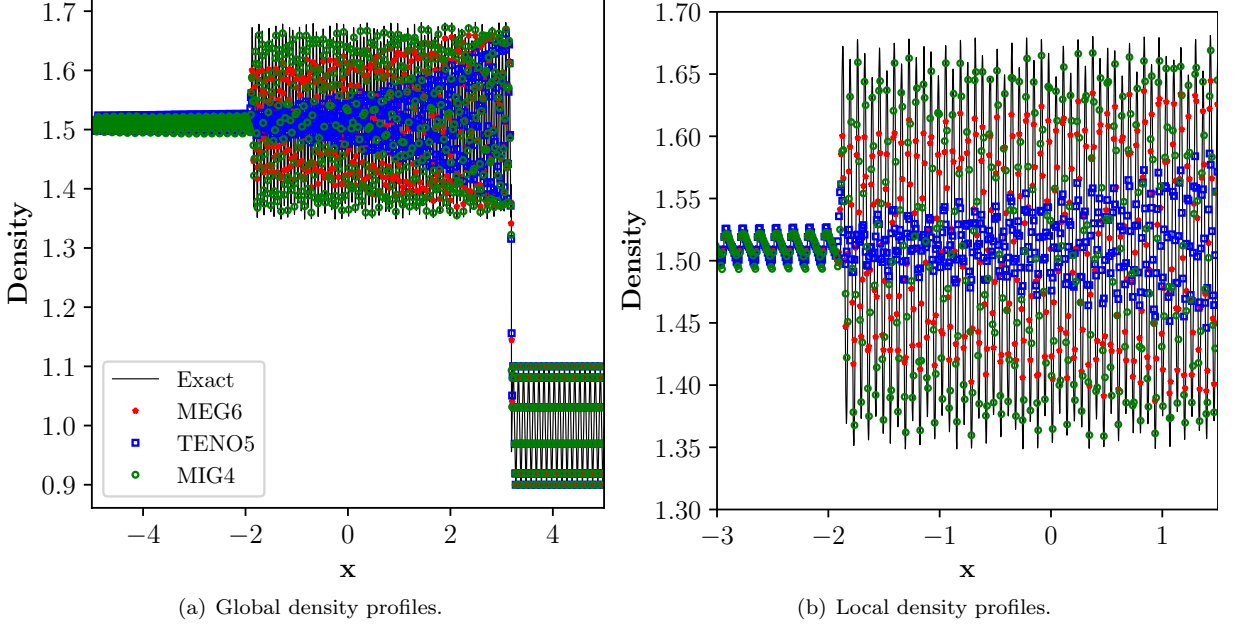 1.7
1.6
1.5
1.4
1.3
1.2
1.1
1.0
0.9
Density
Exact
MEG6
TENO5
MIG4
−4
−2
0
2
4
x
(a) Global density profiles.
1.70
1.65
1.60
1.55
1.50
1.45
1.40
1.35
1.30
Density
−3
−2
−1
0
1
x
(b) Local density profiles.